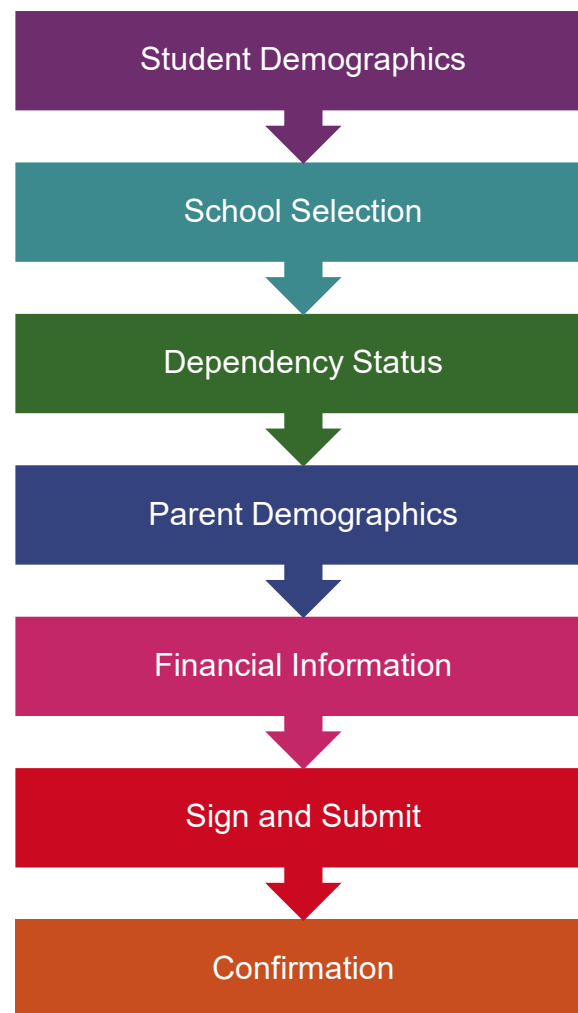 Student Demographics
School Selection
Dependency Status
Parent Demographics
Financial Information
Sign and Submit
Confirmation